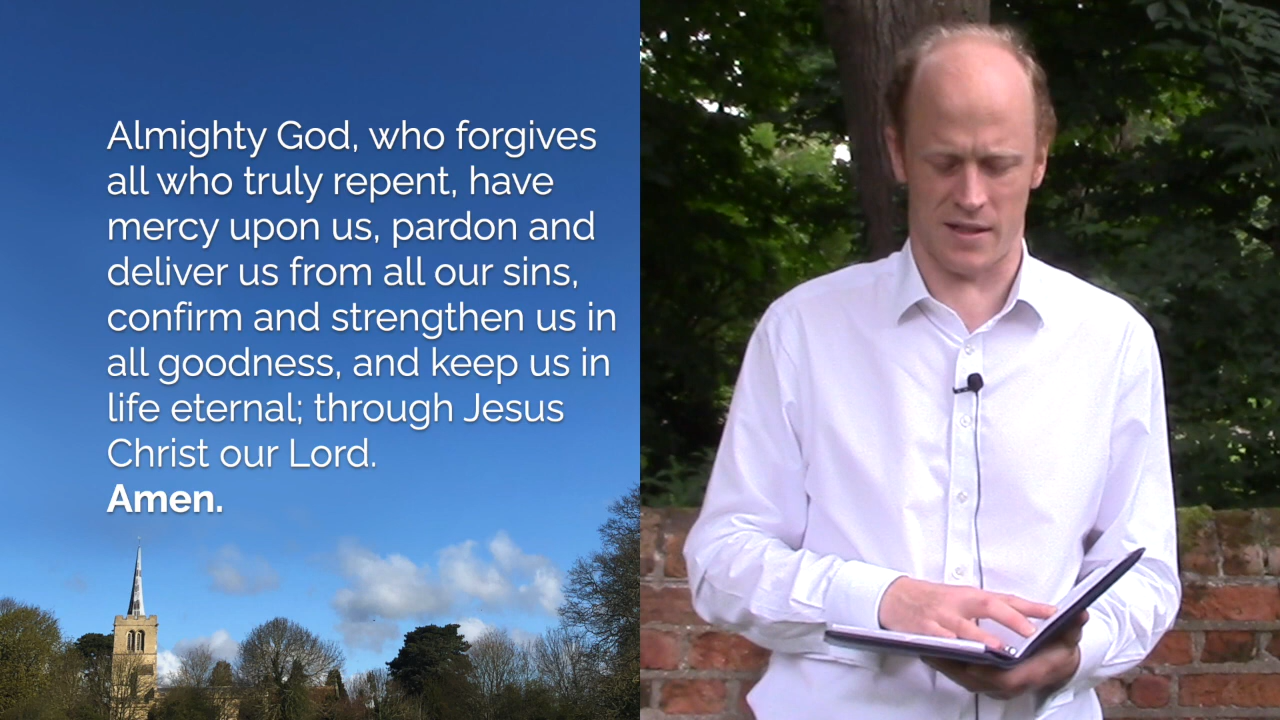 Almighty God, who forgives
all who truly repent, have
mercy upon us, pardon and
deliver us from all our sins,
confirm and strengthen us in
all goodness, and keep us in
life eternal; through Jesus
Christ our Lord.
Amen.